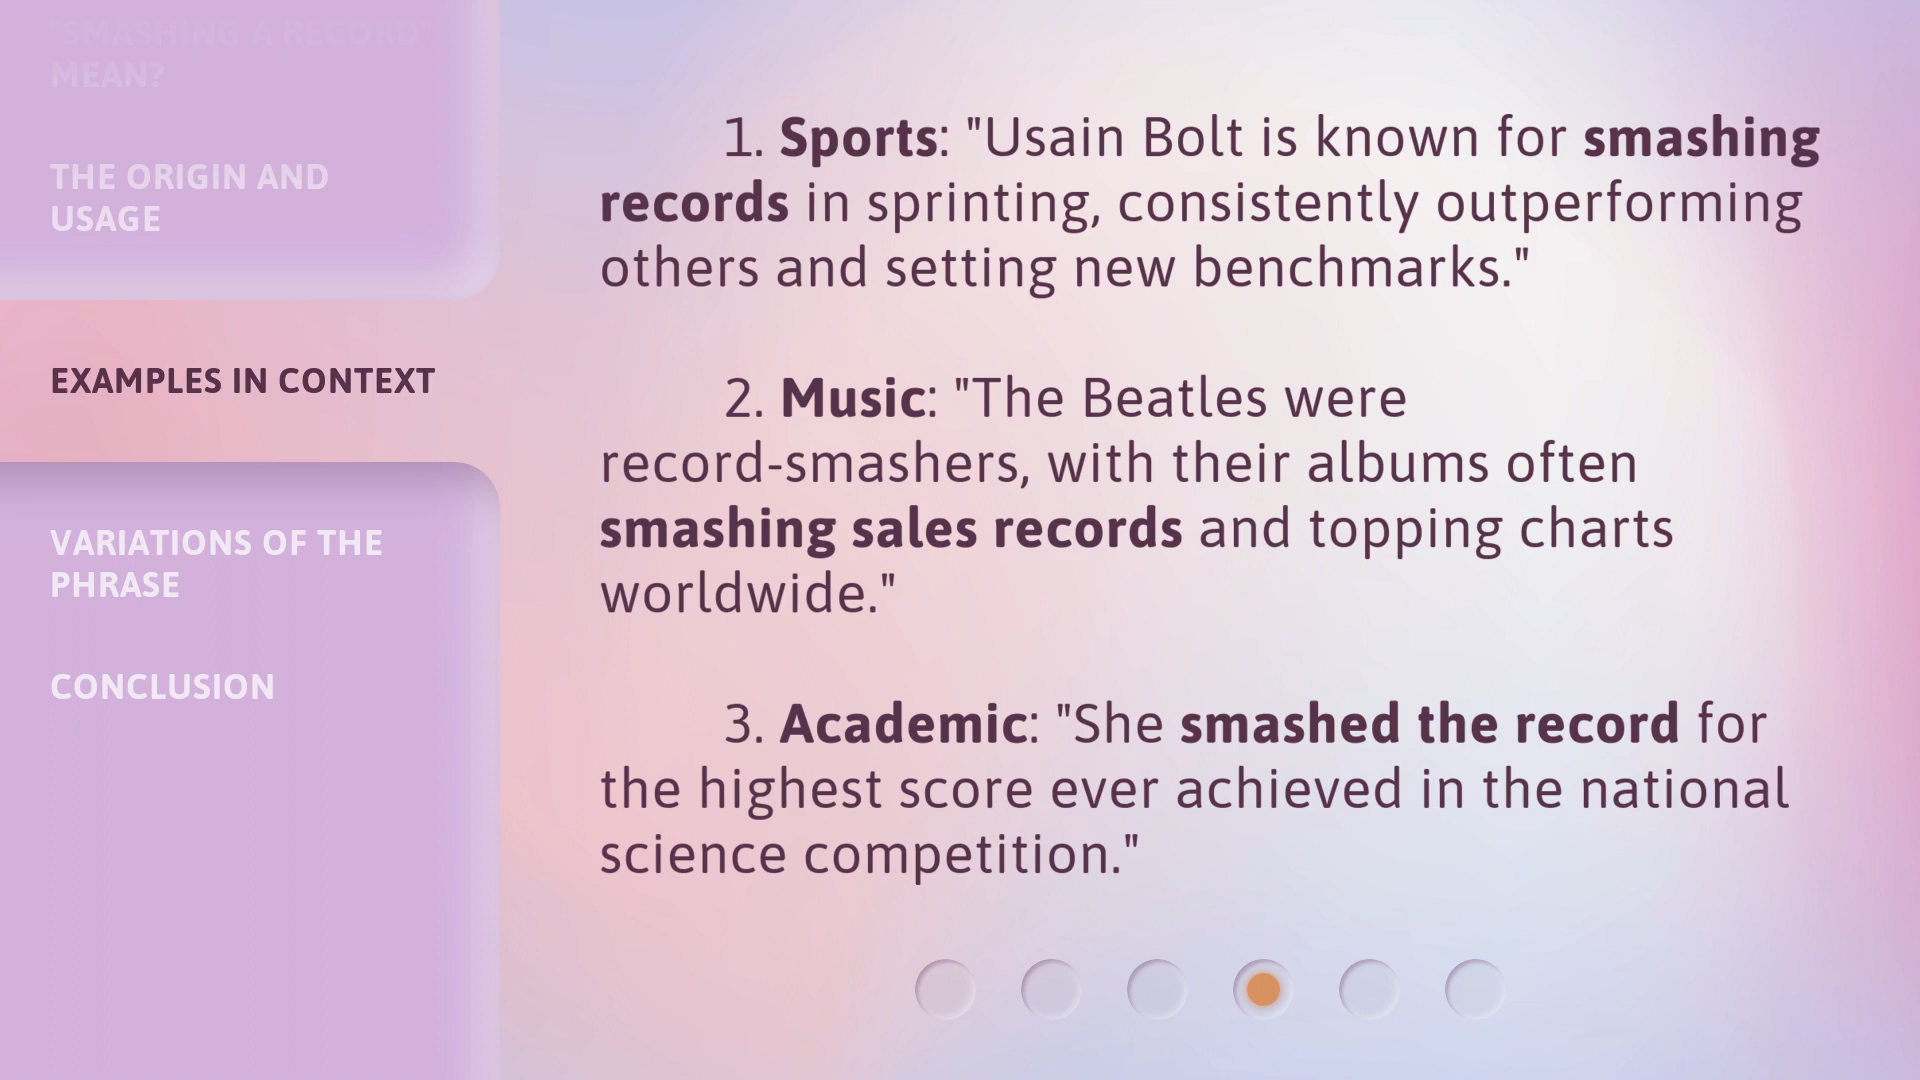 "SMASHING A RECORD"
MEAN?
THE ORIGIN AND
USAGE
EXAMPLES IN CONTEXT
VARIATIONS OF THE
PHRASE
CONCLUSION
1. Sports: "Usain Bolt is known for smashing
records in sprinting, consistently outperforming
others and setting new benchmarks."
2. Music: "The Beatles were
record-smashers, with their albums often
smashing sales records and topping charts
worldwide."
3. Academic: "She smashed the record for
the highest score ever achieved in the national
science competition."